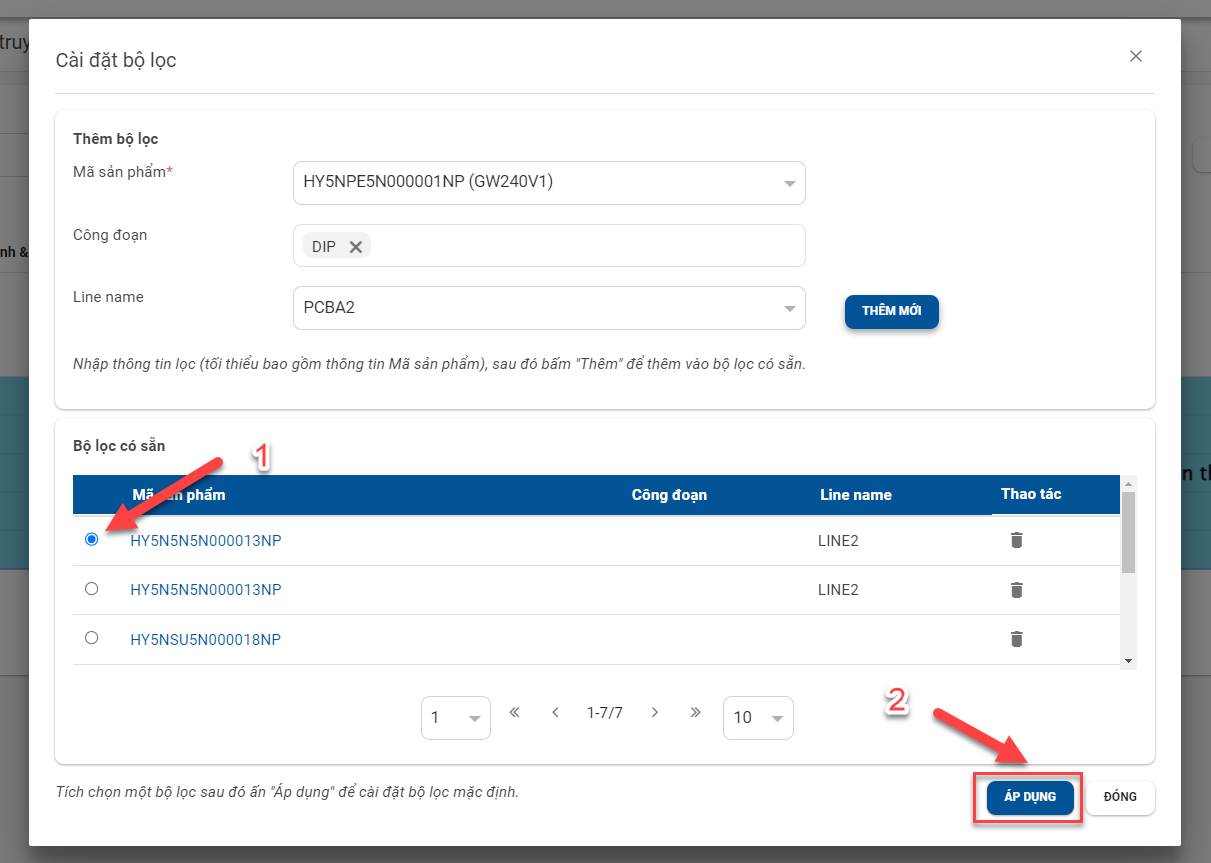 truy
Cài đặt bộ lọc
Thêm bộ lọc
Mã sản phẩm*
HY5NPE5N000001NP (GW240V1)
Công đoạn
DIP
nh &
Line name
PCBA2
THÊM MỚI
Nhập thông tin lọc (tối thiểu bao gồm thông tin Mã sản phẩm), sau đó bấm "Thêm" để thêm vào bộ lọc có sẵn.
Bộ lọc có sẵn
1
Mã sản phẩm Công đoạn Line name Thao tác
n th
HY5N5N5N000013NP LINE2
HY5N5N5N000013NP LINE2
HY5NSU5N000018NP
1 1-7/7 10
2
Tích chọn một bộ lọc sau đó ấn "Áp dụng" để cài đặt bộ lọc mặc định.
ÁP DỤNG ĐÓNG